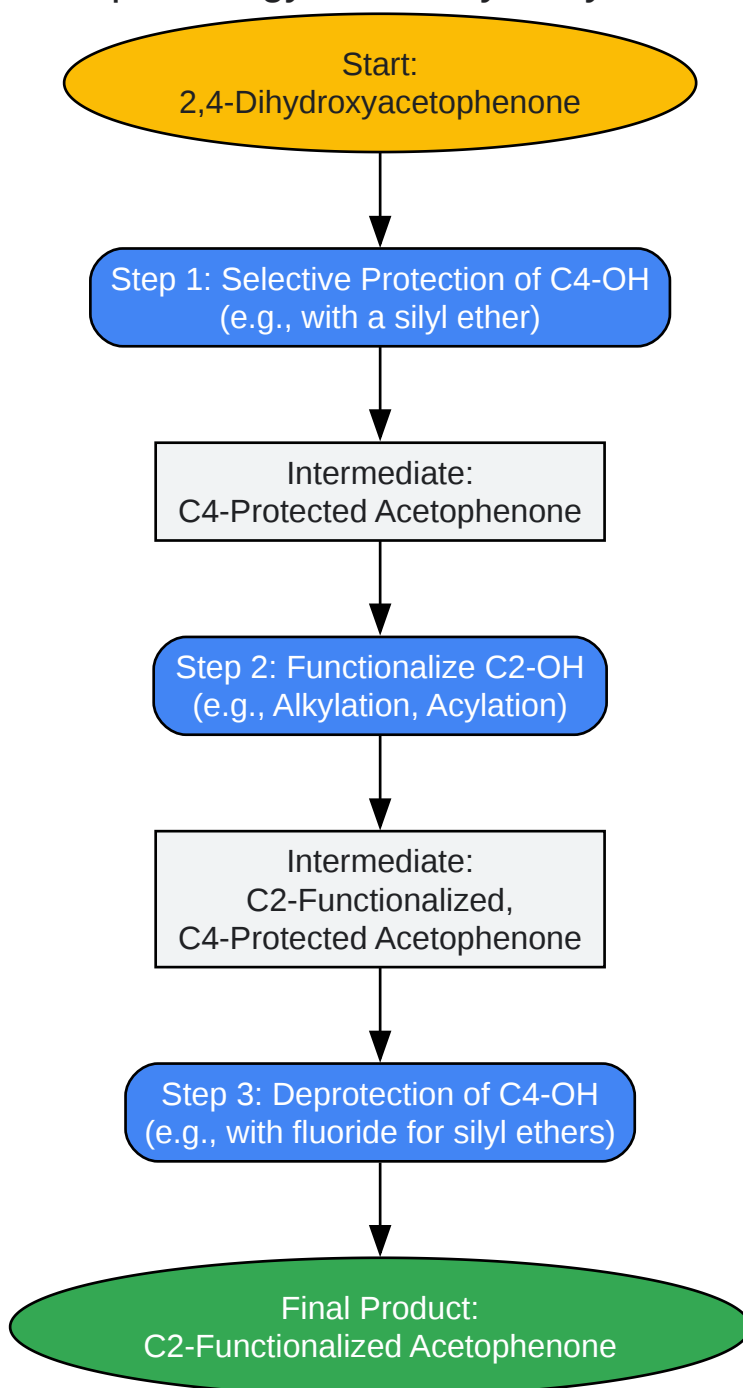 Start:
2,4-Dihydroxyacetophenone
Step 1: Selective Protection of C4-OH
(e.g., with a silyl ether)
Intermediate:
C4-Protected Acetophenone
Step 2: Functionalize C2-OH
(e.g., Alkylation, Acylation)
Intermediate:
C2-Functionalized,
C4-Protected Acetophenone
Step 3: Deprotection of C4-OH
(e.g., with fluoride for silyl ethers)
Final Product:
C2-Functionalized Acetophenone